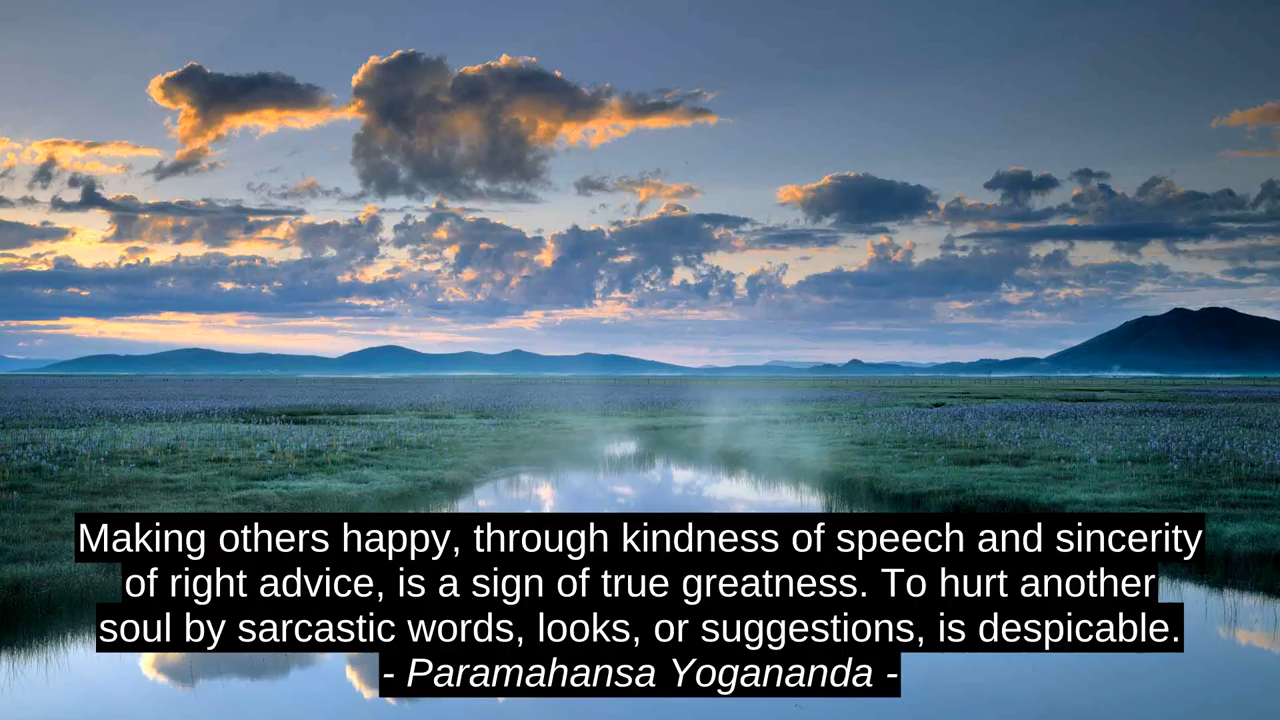 Making others happy, through kindness of speech and sincerity
of right advice, is a sign of true greatness. To hurt another
soul by sarcastic words, looks, or suggestions, is despicable.
- Paramahansa Yogananda -